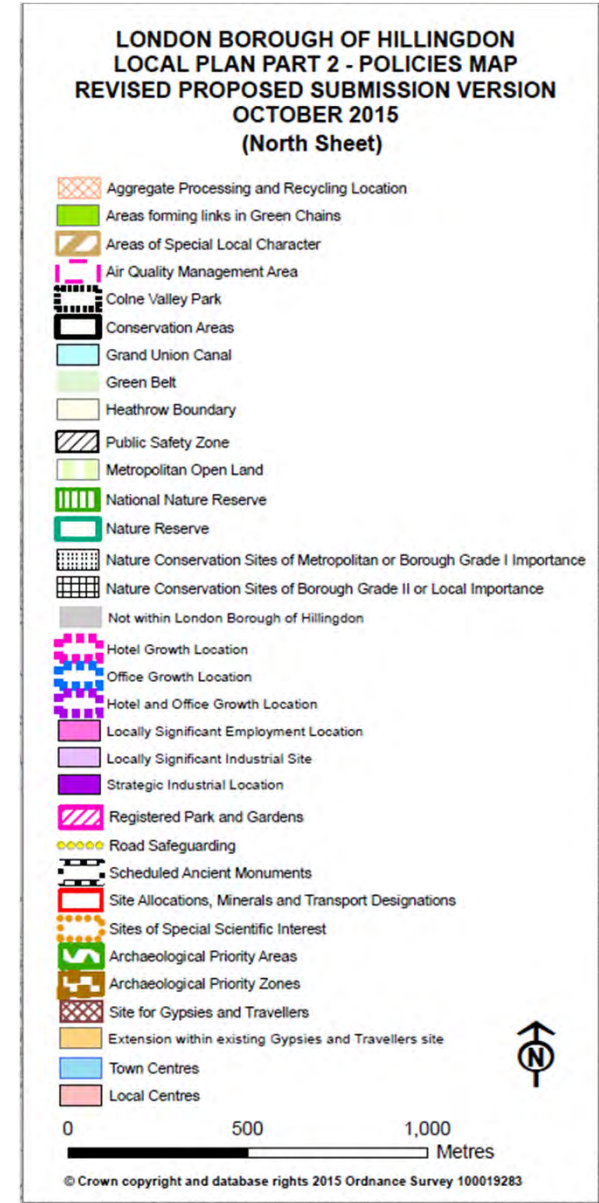 LONDON BOROUGH OF HILLINGDON
LOCAL PLAN PART 2 - POLICIES MAP
REVISED PROPOSED SUBMISSION VERSION
OCTOBER 2015
(North Sheet)
Aggregate Processing and Recycling Location
Areas forming links in Green Chains
Areas of Special Local Character
Air Quality Management Area
Colne Valley Park
Conservation Areas
Grand Union Canal
Green Belt
Heathrow Boundary
Public Safety Zone
Metropolitan Open Land
National Nature Reserve
Nature Reserve
Nature Conservation Sites of Metropolitan or Borough Grade I Importance
Nature Conservation Sites of Borough Grade II or Local Importance
Not within London Borough of Hillingdon
Hotel Growth Location
Office Growth Location
Hotel and Office Growth Location
Locally Significant Employment Location
Locally Significant Industrial Site
Strategic Industrial Location
Registered Park and Gardens
Road Safeguarding
Scheduled Ancient Monuments
Site Allocations, Minerals and Transport Designations
Sites of Special Scientific Interest
Archaeological Priority Areas
Archaeological Priority Zones
Site for Gypsies and Travellers
Extension within existing Gypsies and Travellers site
Town Centres
Local Centres
N
0 500 1,000
Metres
© Crown copyright and database rights 2015 Ordnance Survey 100019283